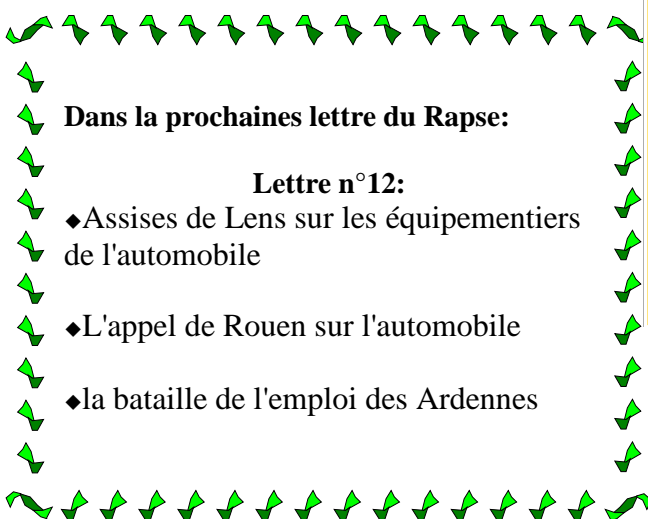 Dans la prochaines lettre du Rapse:
Lettre n°12:
◆Assises de Lens sur les équipementiers
de l'automobile
◆L'appel de Rouen sur l'automobile
◆la bataille de l'emploi des Ardennes